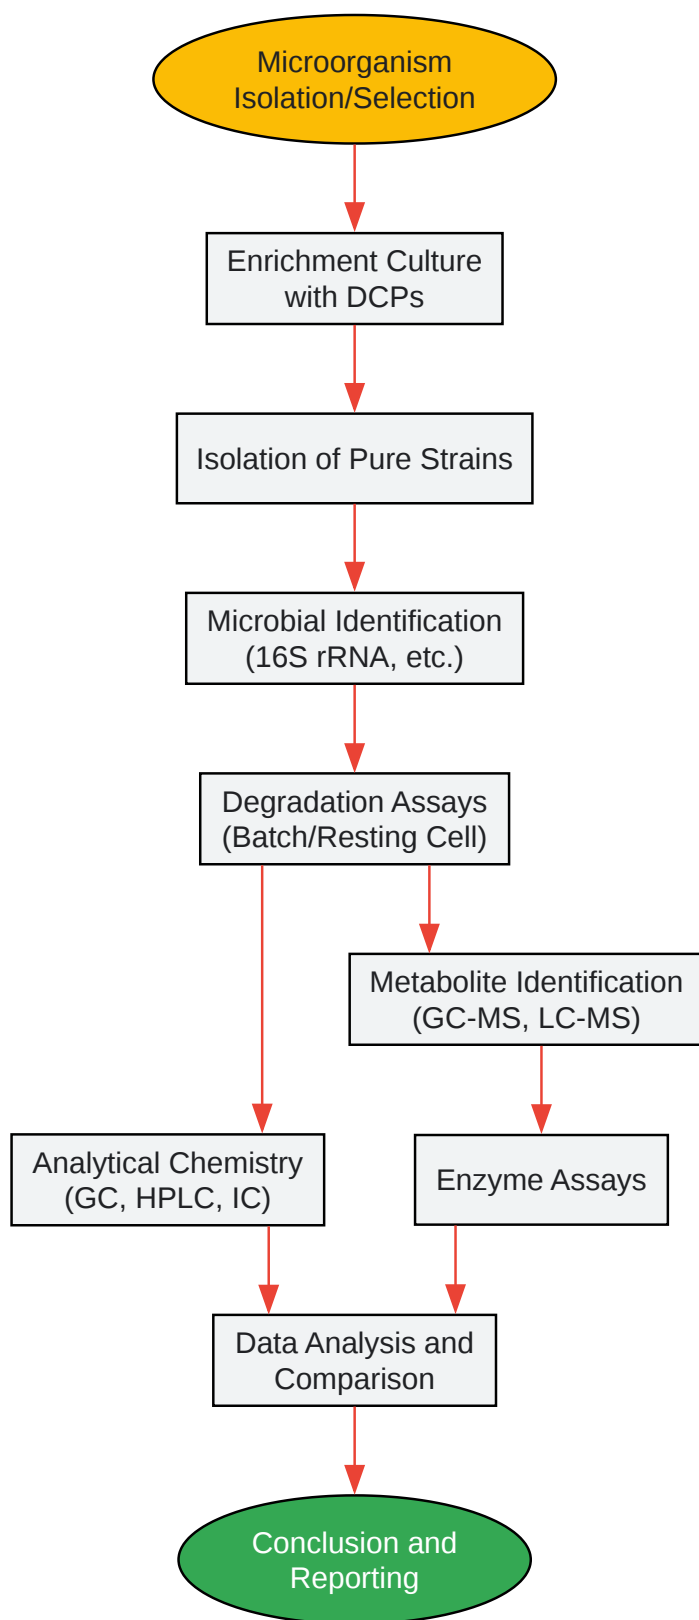 Microorganism
Isolation/Selection
Enrichment Culture
with DCPs
Isolation of Pure Strains
Microbial Identification
(16S rRNA, etc.)
Degradation Assays
(Batch/Resting Cell)
Metabolite Identification
(GC-MS, LC-MS)
Analytical Chemistry
(GC, HPLC, IC)
Enzyme Assays
Data Analysis and
Comparison
Conclusion and
Reporting